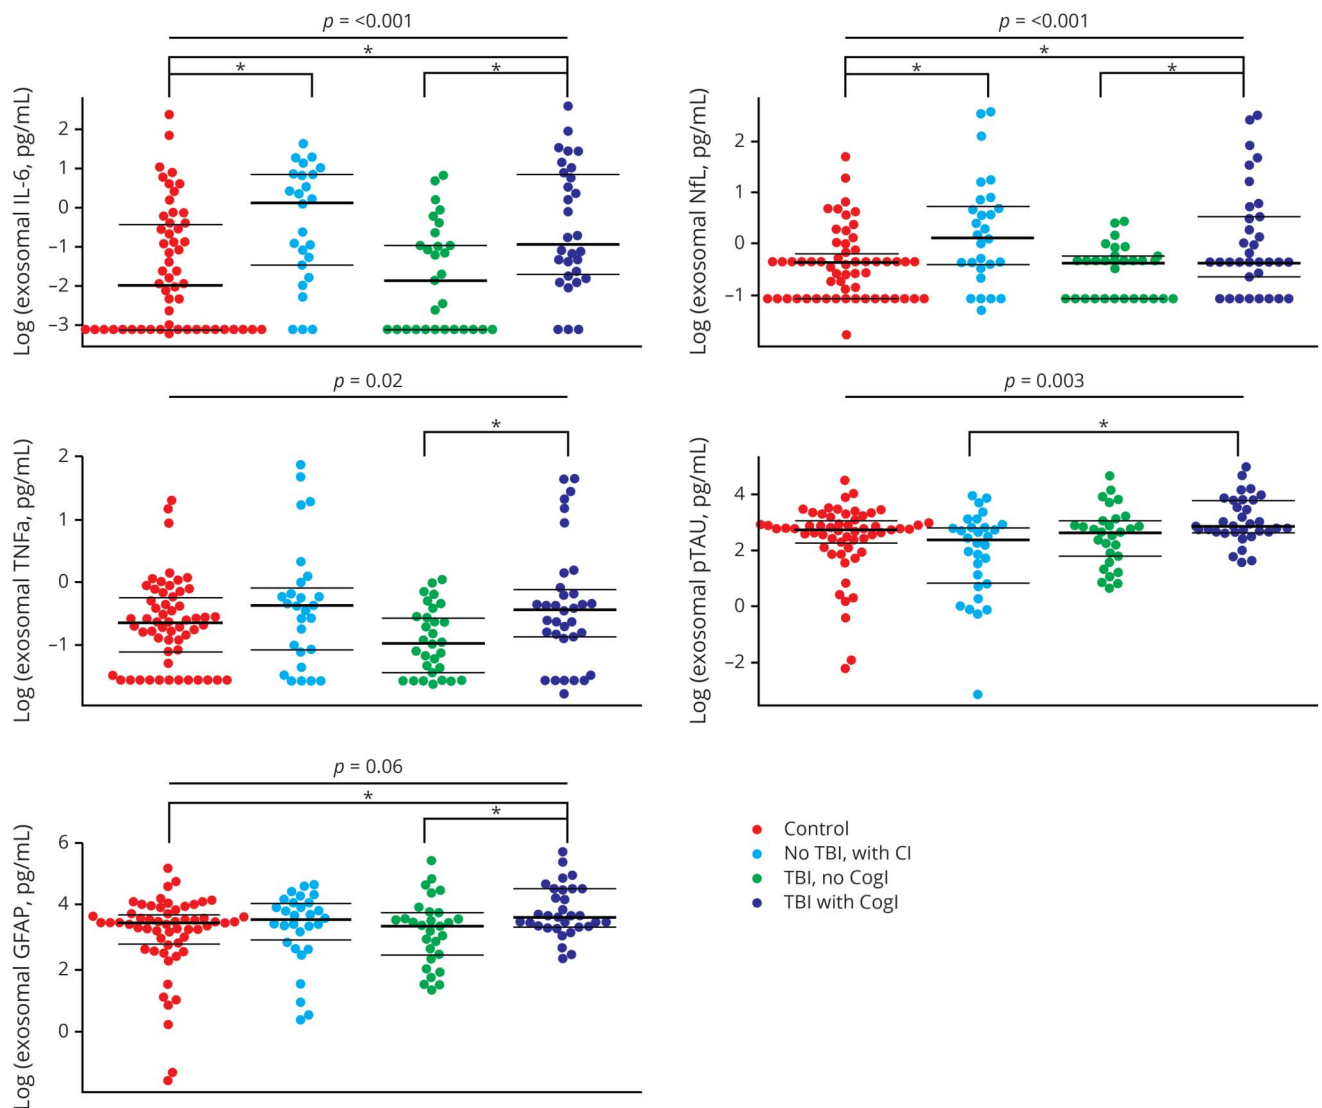 p = <0.001
*
*
*
Log (exosomal IL-6, pg/mL)
2
1
0
−1
−2
−3
p = <0.001
*
*
*
Log (exosomal NfL, pg/mL)
2
1
0
−1
p = 0.02
*
Log (exosomal TNFa, pg/mL)
2
1
0
−1
p = 0.003
*
Log (exosomal pTAU, pg/mL)
4
2
0
−2
p = 0.06
*
*
Log (exosomal GFAP, pg/mL)
6
4
2
0
Control
No TBI, with CI
TBI, no CogI
TBI with CogI